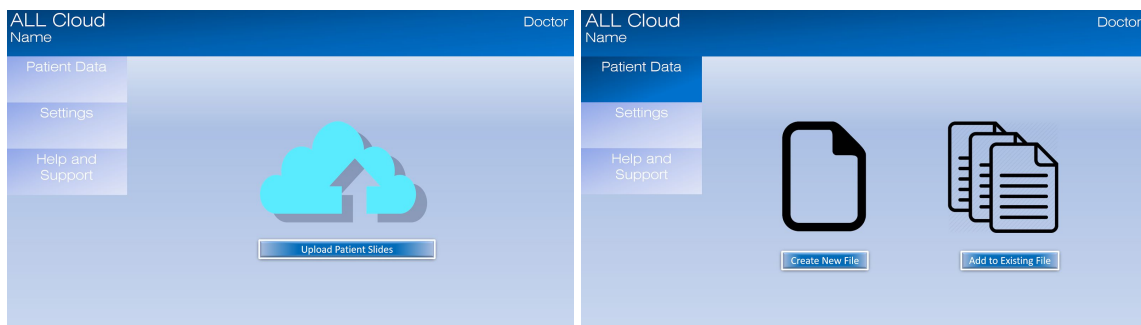 ALL Cloud
Doctor
Name
Patient Data
Settings
Help and
Support
Upload Patient Slides
ALL Cloud
Doctor
Name
Patient Data
Settings
Help and
Support
Create New File
Add to Existing File